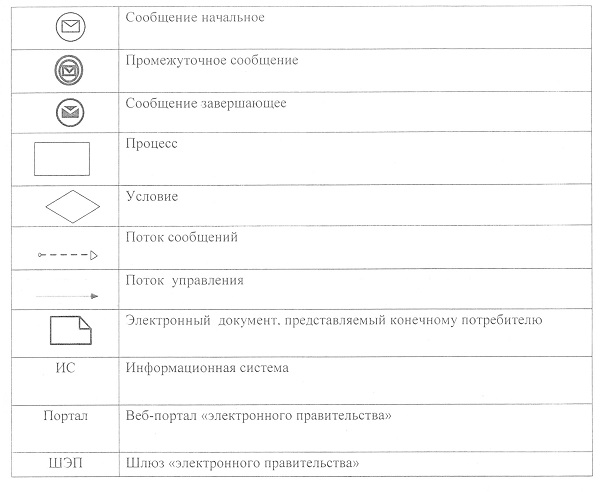 Сообщение начальное
Промежуточное сообщение
Сообщение завершающее
Процесс
Условие
Поток сообщений
Поток управления
Электронный документ. представляемый конечному потребителю
ИС Информационная система
Портал Веб-портал «электронного правительства»
ШЭП Шлюз «электронного правительства»